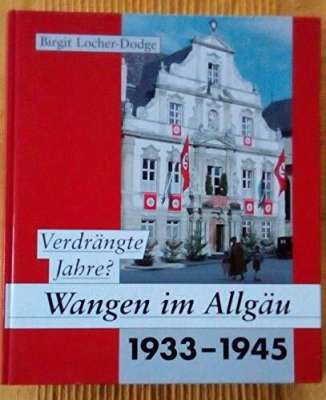 Birgit Locher-Dodge
Verdrängte
Jahre?
Wangen im Allgäu
1933–1945